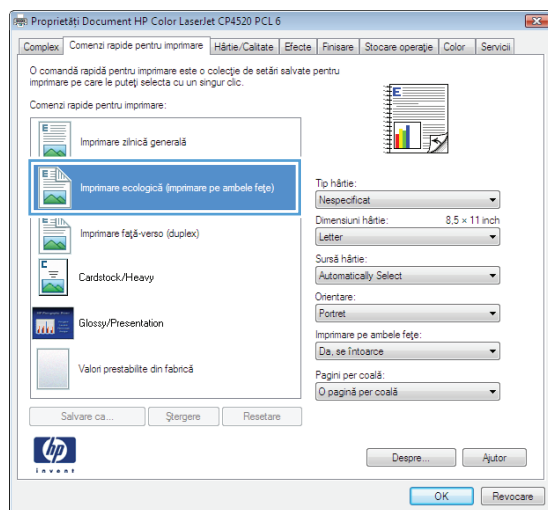 Proprietăți Document HP Color LaserJet CP4520 PCL 6
Complex Comenzi rapide pentru imprimare Hârtie/Calitate Efecte Finisare Stocare operație Color Servicii
O comandă rapidă pentru imprimare este o colecție de setări salvate pentru
imprimare pe care le puteți selecta cu un singur clic.
Comenzi rapide pentru imprimare:
Imprimare zilnică generală
Imprimare ecologică (imprimare pe ambele fețe)
Imprimare față-verso (duplex)
Cardstock/Heavy
Glossy/Presentation
Valori prestabilite din fabrică
Salvare ca... Ștergere Resetare
E
Tip hârtie:
Nespecificat
Dimensiuni hârtie: 8,5 × 11 inch
Letter
Sursă hârtie:
Automatically Select
Orientare:
Portret
Imprimare pe ambele fețe:
Da, se întoarce
Pagini per coală:
O pagină per coală
hp
invent
Despre... Ajutor
OK Revocare